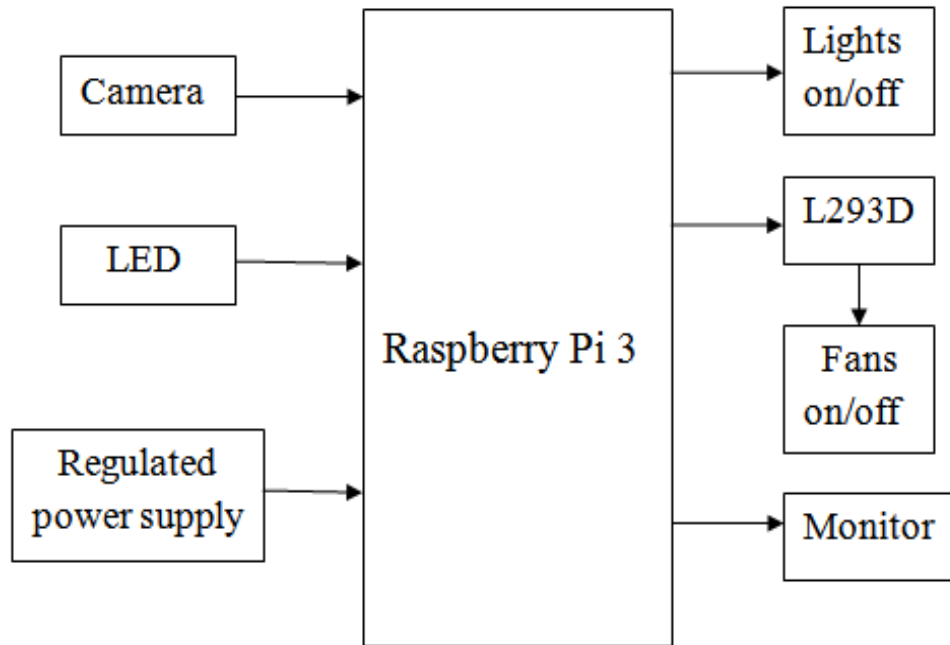 Camera
LED
Regulated
power supply
Raspberry Pi 3
Lights
on/off
L293D
Fans
on/off
Monitor